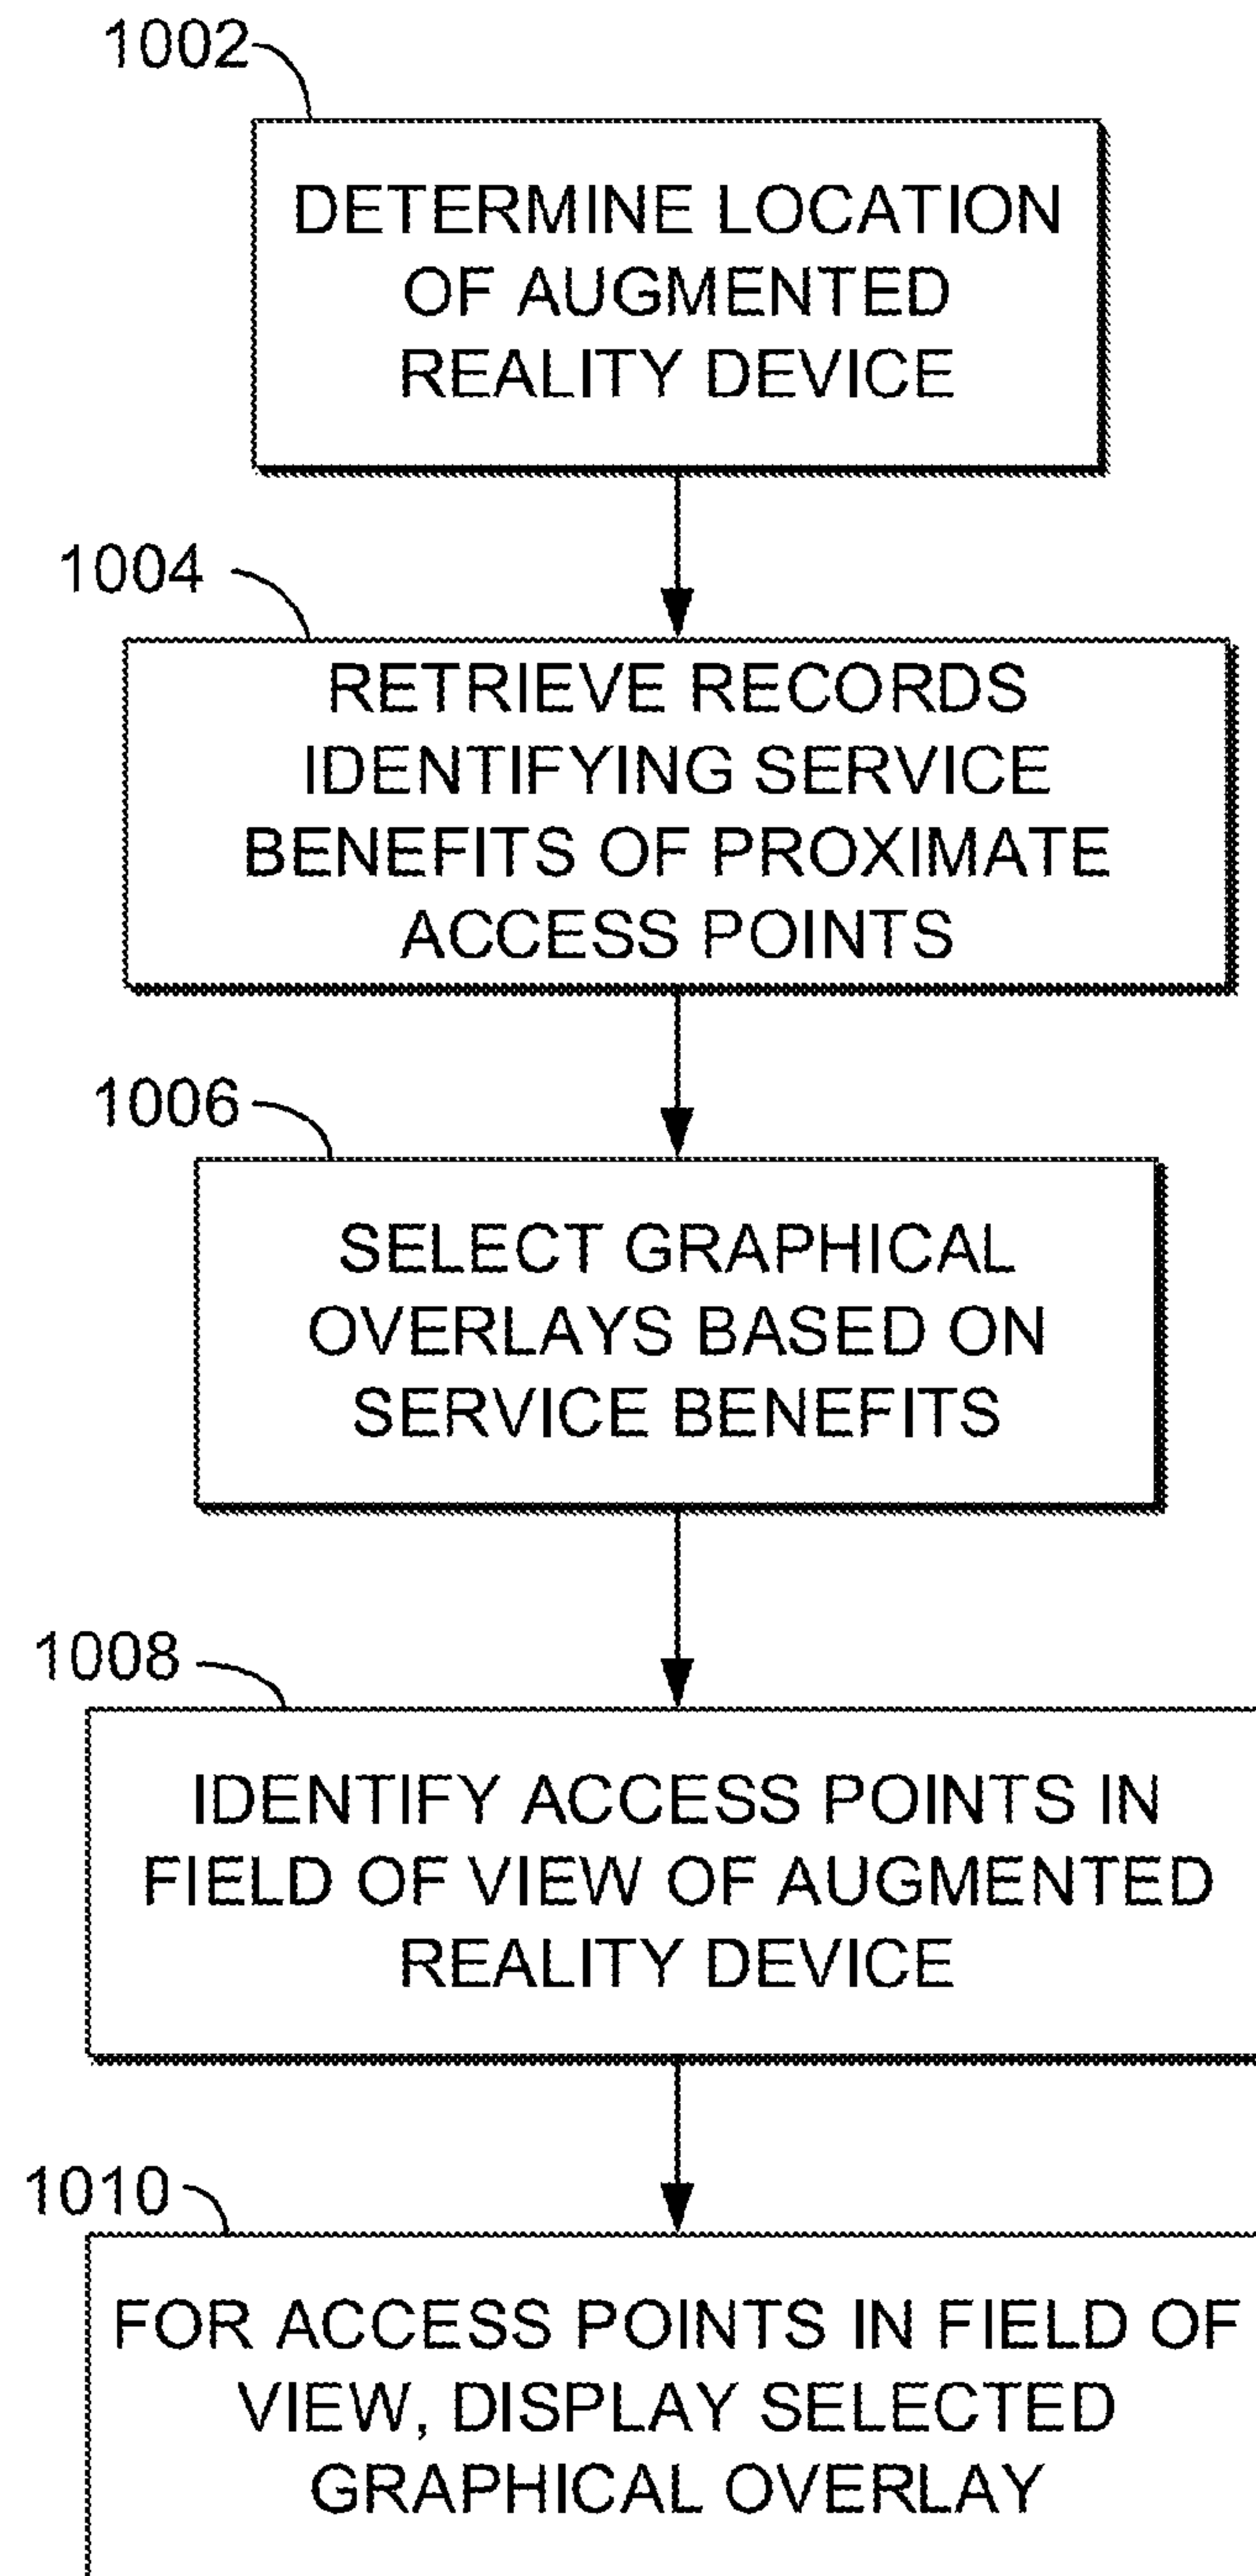 1002
DETERMINE LOCATION
OF AUGMENTED
REALITY DEVICE
1004
RETRIEVE RECORDS
IDENTIFYING SERVICE
BENEFITS OF PROXIMATE
ACCESS POINTS
1006
SELECT GRAPHICAL
OVERLAYS BASED ON
SERVICE BENEFITS
1008
IDENTIFY ACCESS POINTS IN
FIELD OF VIEW OF AUGMENTED
REALITY DEVICE
1010
FOR ACCESS POINTS IN FIELD OF
VIEW, DISPLAY SELECTED
GRAPHICAL OVERLAY